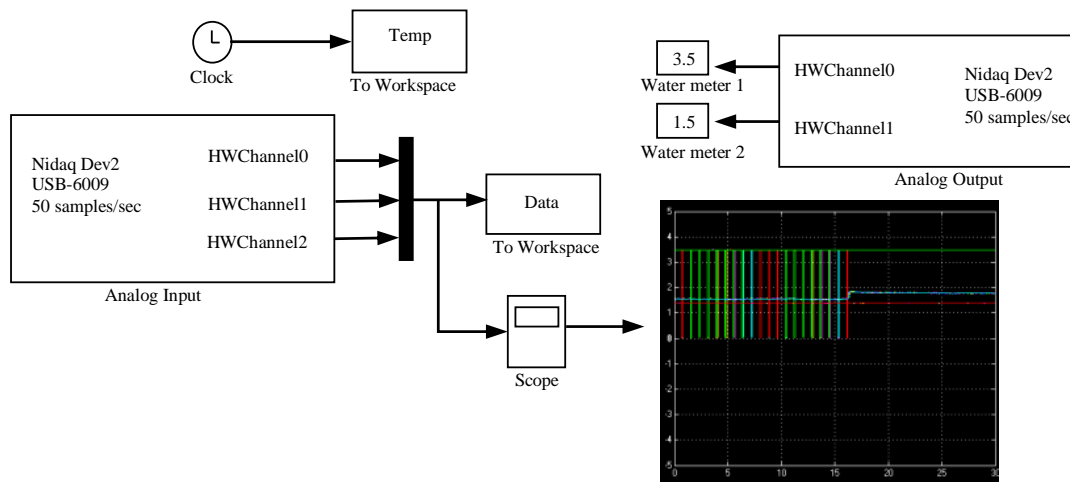 Temp
Clock
To Workspace
3.5
Water meter 1
1.5
Water meter 2
HWChannel0
HWChannel1
Nidaq Dev2
USB-6009
50 samples/sec
Analog Output
Nidaq Dev2
USB-6009
50 samples/sec
HWChannel0
HWChannel1
HWChannel2
Analog Input
Data
To Workspace
Scope
5
4
3
2
1
0
-1
-2
-3
-4
-5
0 5 10 15 20 25 30